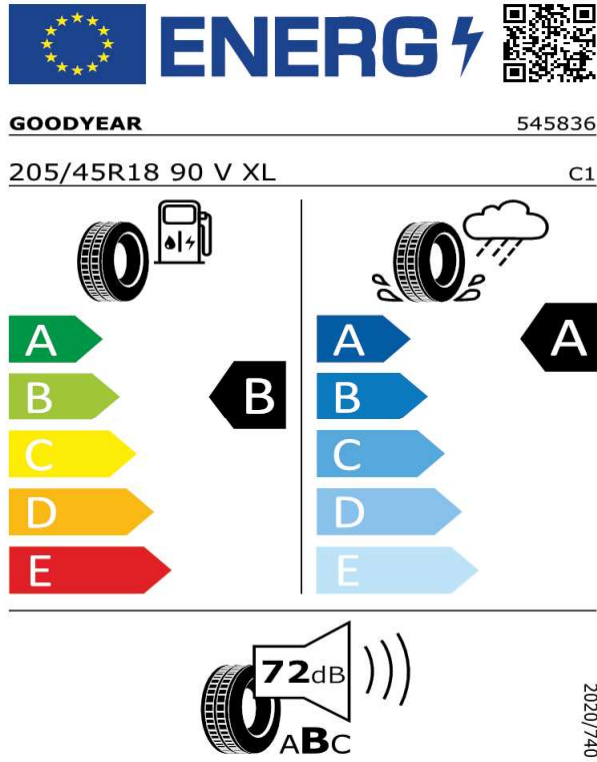 ENERG
GOODYEAR 545836
205/45R18 90 V XL C1
A A A
B B B
C C
D D
E E
72dB
ABC
2020/740